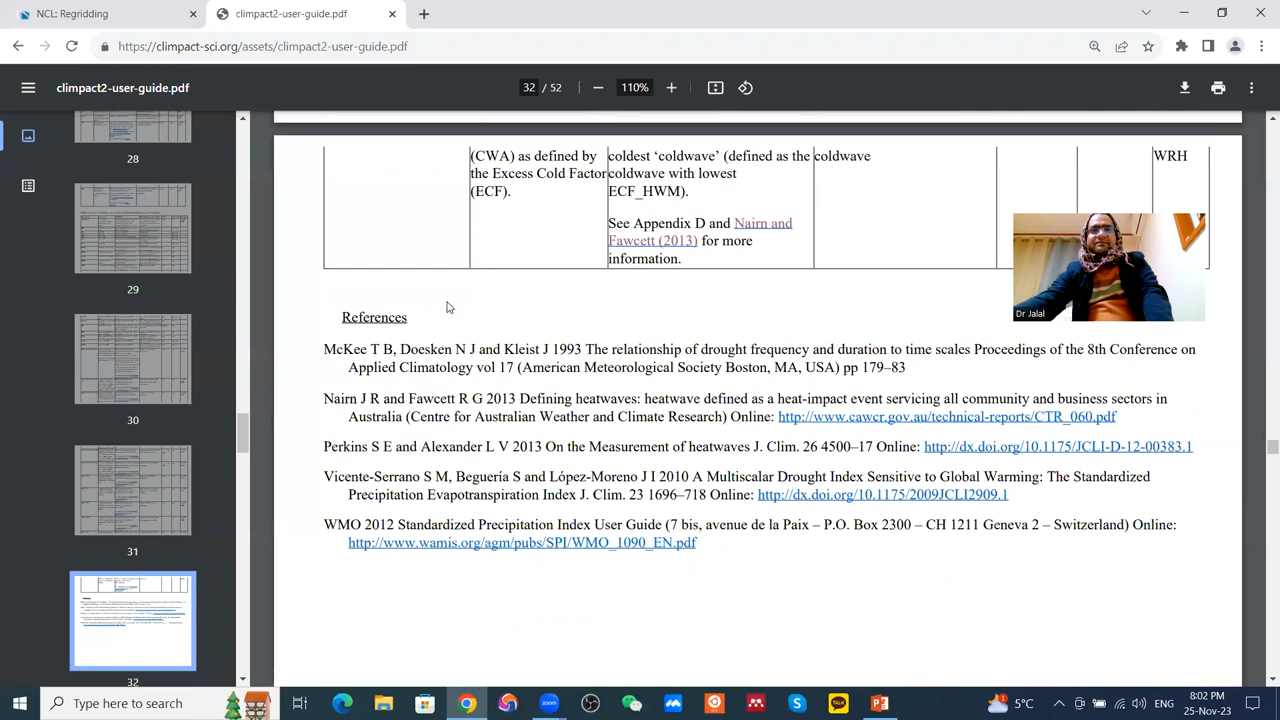 NCL: Regridding
climpact2-user-guide.pdf
https://climpact-sci.org/assets/climpact2-user-guide.pdf
climpact2-user-guide.pdf
32 / 52
110%
28
29
30
31
32
(CWA) as defined by
the Excess Cold Factor
(ECF).
coldest ‘coldwave’ (defined as the
coldwave with lowest
ECF_HWM).
See Appendix D and Nairn and
Fawcett (2013) for more
information.
coldwave
WRH
Dr Jalal
References
McKee T B, Doesken N J and Kleist J 1993 The relationship of drought frequency and duration to time scales Proceedings of the 8th Conference on
Applied Climatology vol 17 (American Meteorological Society Boston, MA, USA) pp 179–83
Nairn J R and Fawcett R G 2013 Defining heatwaves: heatwave defined as a heat-impact event servicing all community and business sectors in
Australia (Centre for Australian Weather and Climate Research) Online: http://www.cawcr.gov.au/technical-reports/CTR_060.pdf
Perkins S E and Alexander L V 2013 On the Measurement of heatwaves J. Clim. 26 4500–17 Online: http://dx.doi.org/10.1175/JCLI-D-12-00383.1
Vicente-Serrano S M, Beguería S and López-Moreno J I 2010 A Multiscalar Drought Index Sensitive to Global Warming: The Standardized
Precipitation Evapotranspiration Index J. Clim. 23 1696–718 Online: http://dx.doi.org/10.1175/2009JCLI2909.1
WMO 2012 Standardized Precipitation Index User Guide (7 bis, avenue de la Paix – P.O. Box 2300 – CH 1211 Geneva 2 – Switzerland) Online:
http://www.wamis.org/agm/pubs/SPI/WMO_1090_EN.pdf
Type here to search
zoom
TALK
5°C
ENG
8:02 PM
25-Nov-23